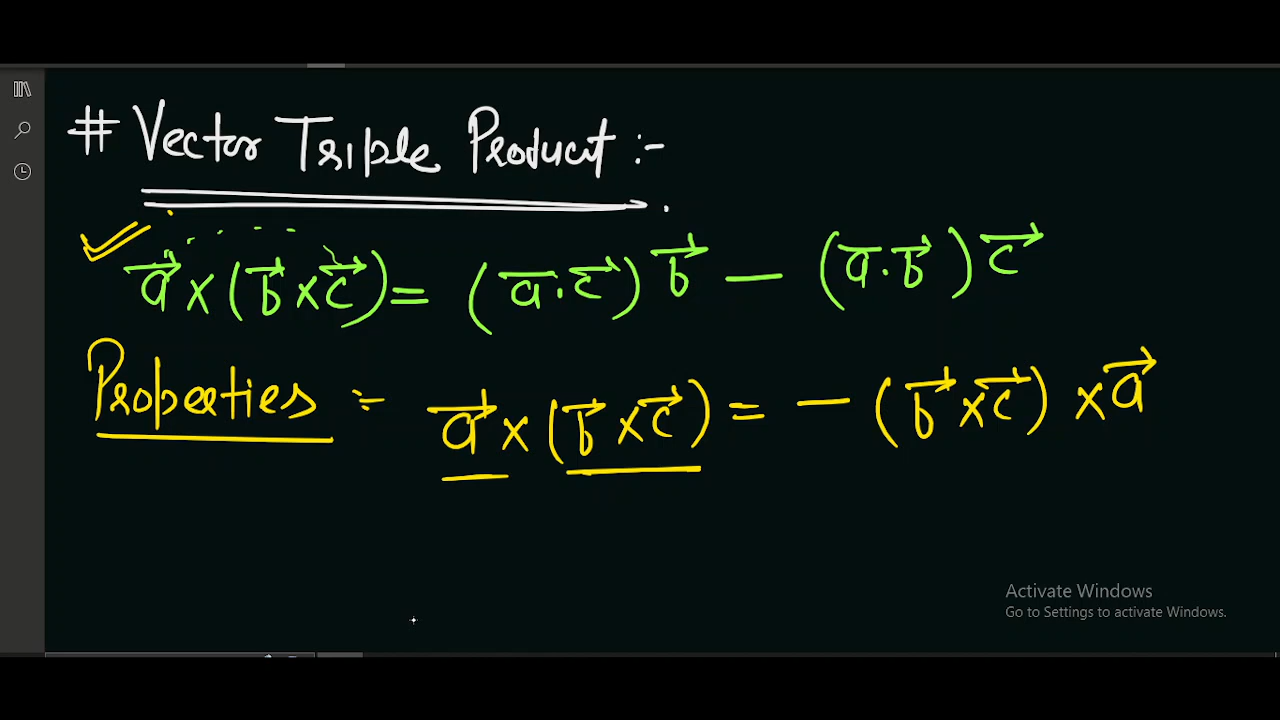 # Vector Triple Product :-
a⃗ × (b⃗ × c⃗) = (a⃗ . c⃗) b⃗ — (a⃗ . b⃗) c⃗
Properties :- a⃗ × (b⃗ × c⃗) = — (b⃗ × c⃗) × a⃗
Activate Windows
Go to Settings to activate Windows.